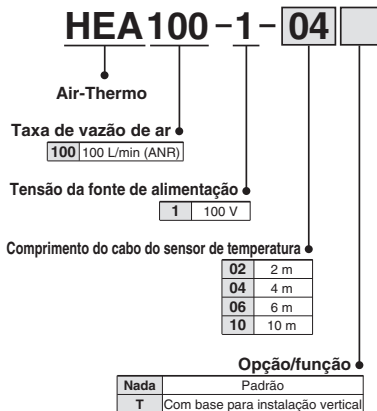 HEA 100 - 1 - 04
Air-Thermo
Taxa de vazão de ar
100 100 L/min (ANR)
Tensão da fonte de alimentação
1 100 V
Comprimento do cabo do sensor de temperatura
02 2 m
04 4 m
06 6 m
10 10 m
Opção/função
Nada Padrão
T Com base para instalação vertical